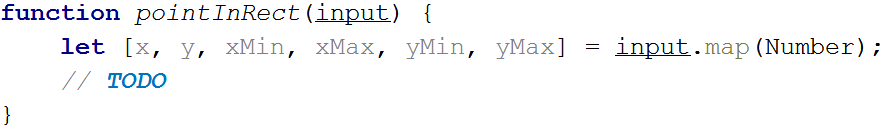 function pointInRect(input) {
    let [x, y, xMin, xMax, yMin, yMax] = input.map(Number);
    // TODO
}